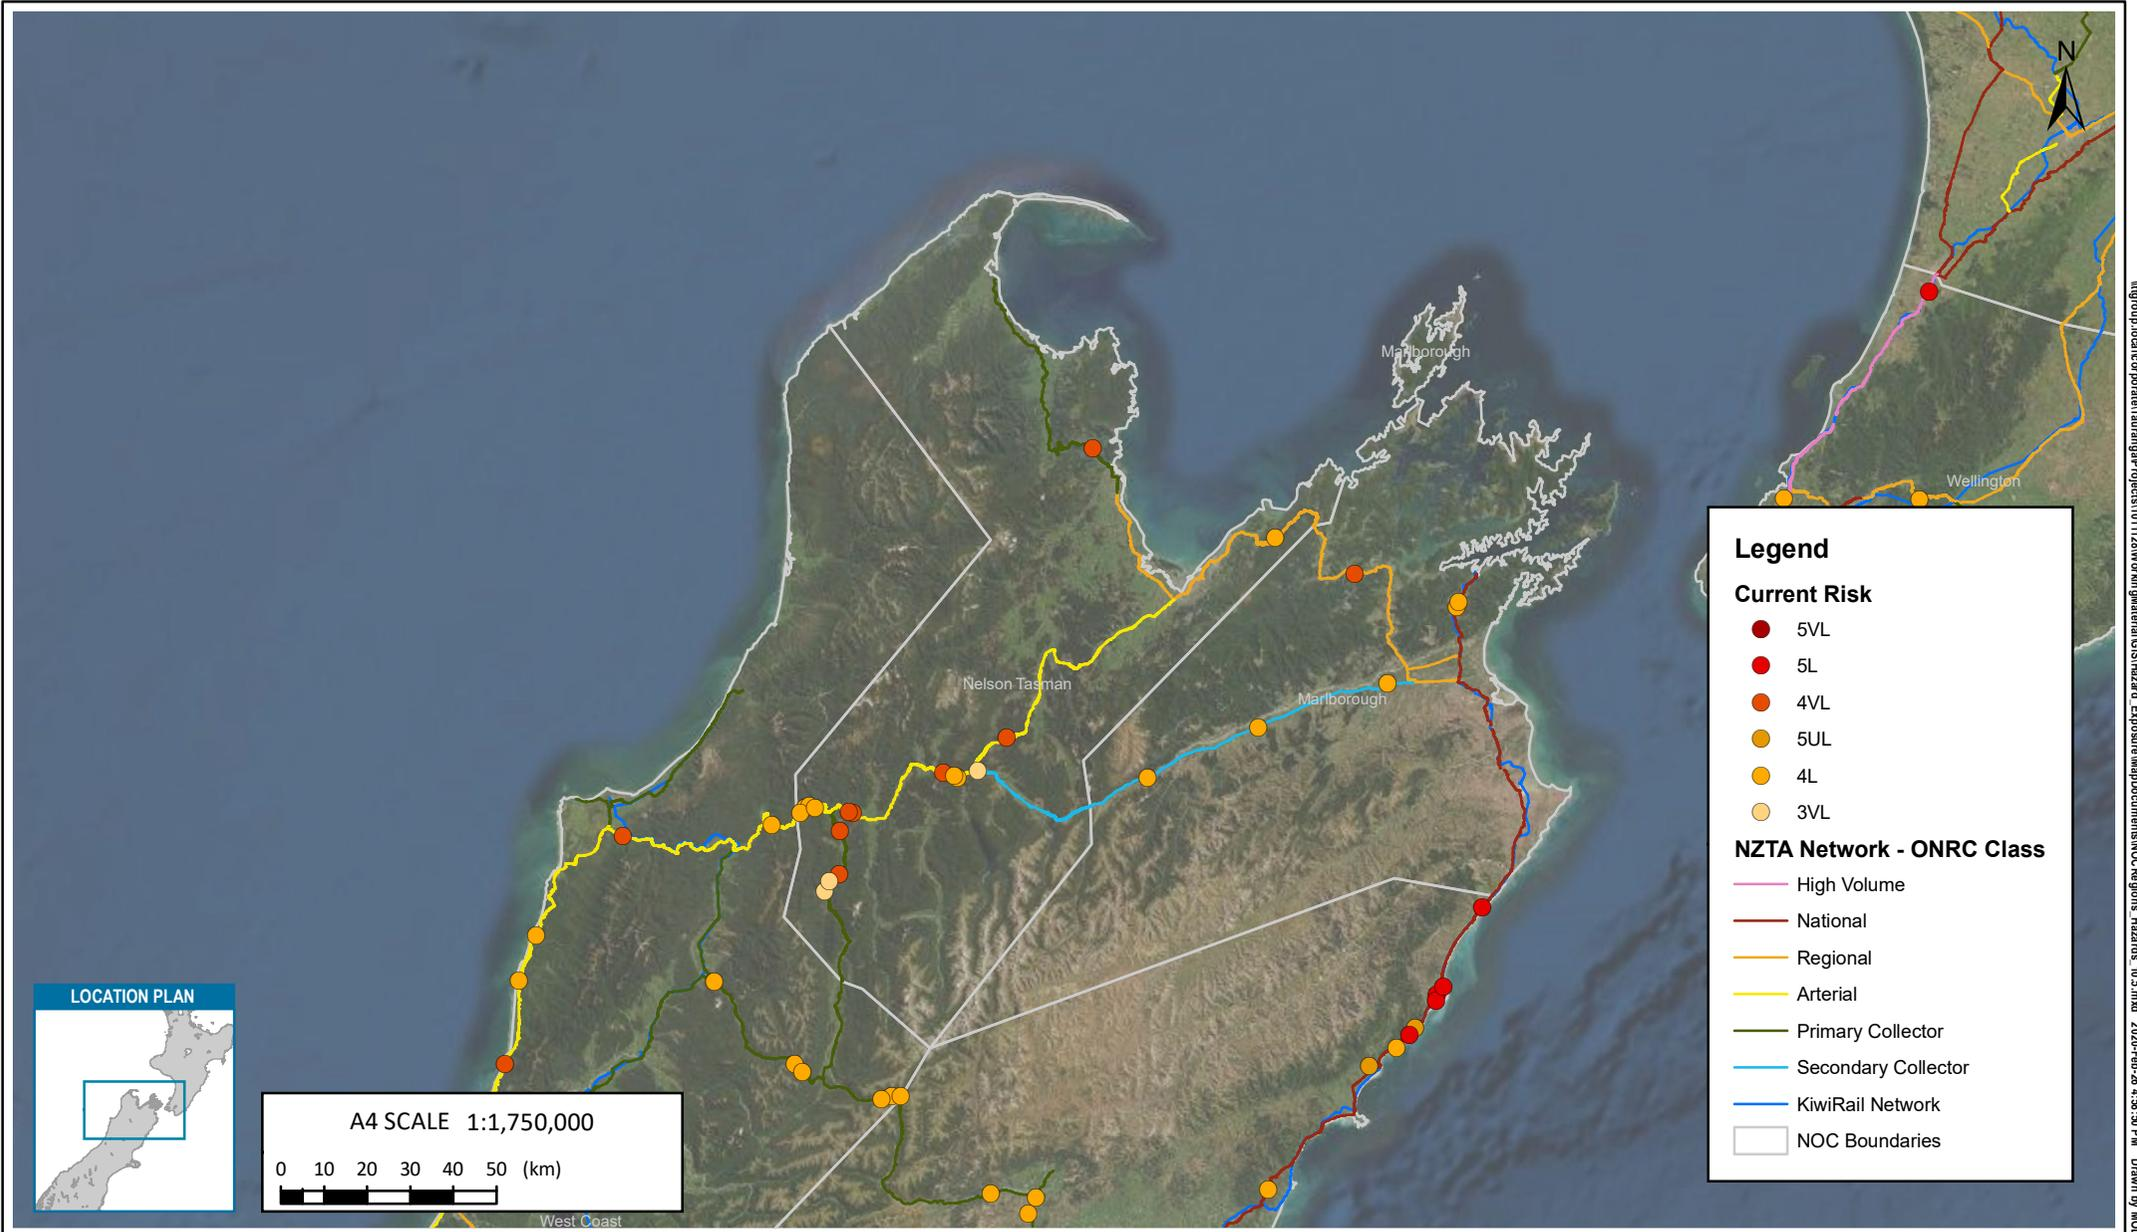 N
Marlborough
Wellington
Nelson Tasman
Marlborough
West Coast
Legend
Current Risk
5VL
5L
4VL
5UL
4L
3VL
NZTA Network - ONRC Class
High Volume
National
Regional
Arterial
Primary Collector
Secondary Collector
KiwiRail Network
NOC Boundaries
LOCATION PLAN
A4 SCALE 1:1,750,000
0 10 20 30 40 50 (km)